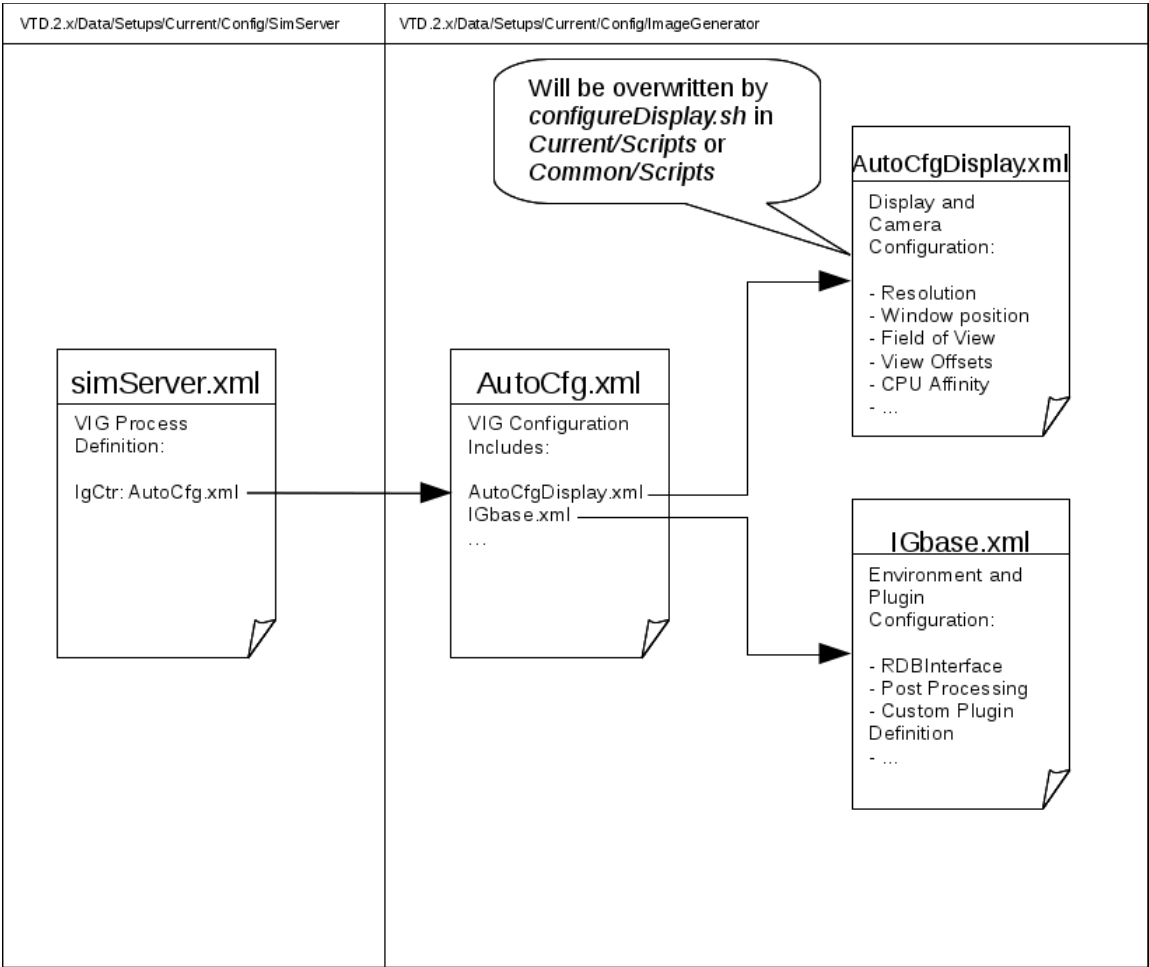 VTD.2.x/Data/Setups/Current/Config/SimServer
VTD.2.x/Data/Setups/Current/Config/ImageGenerator
Will be overwritten by
configureDisplay.sh in
Current/Scripts or
Common/Scripts
simServer.xml
VIG Process
Definition:
IgCtr: AutoCfg.xml
AutoCfg.xml
VIG Configuration
Includes:
AutoCfgDisplay.xml
IGbase.xml
...
AutoCfgDisplay.xml
Display and
Camera
Configuration:
- Resolution
- Window position
- Field of View
- View Offsets
- CPU Affinity
- ...
IGbase.xml
Environment and
Plugin
Configuration:
- RDBInterface
- Post Processing
- Custom Plugin
Definition
- ...